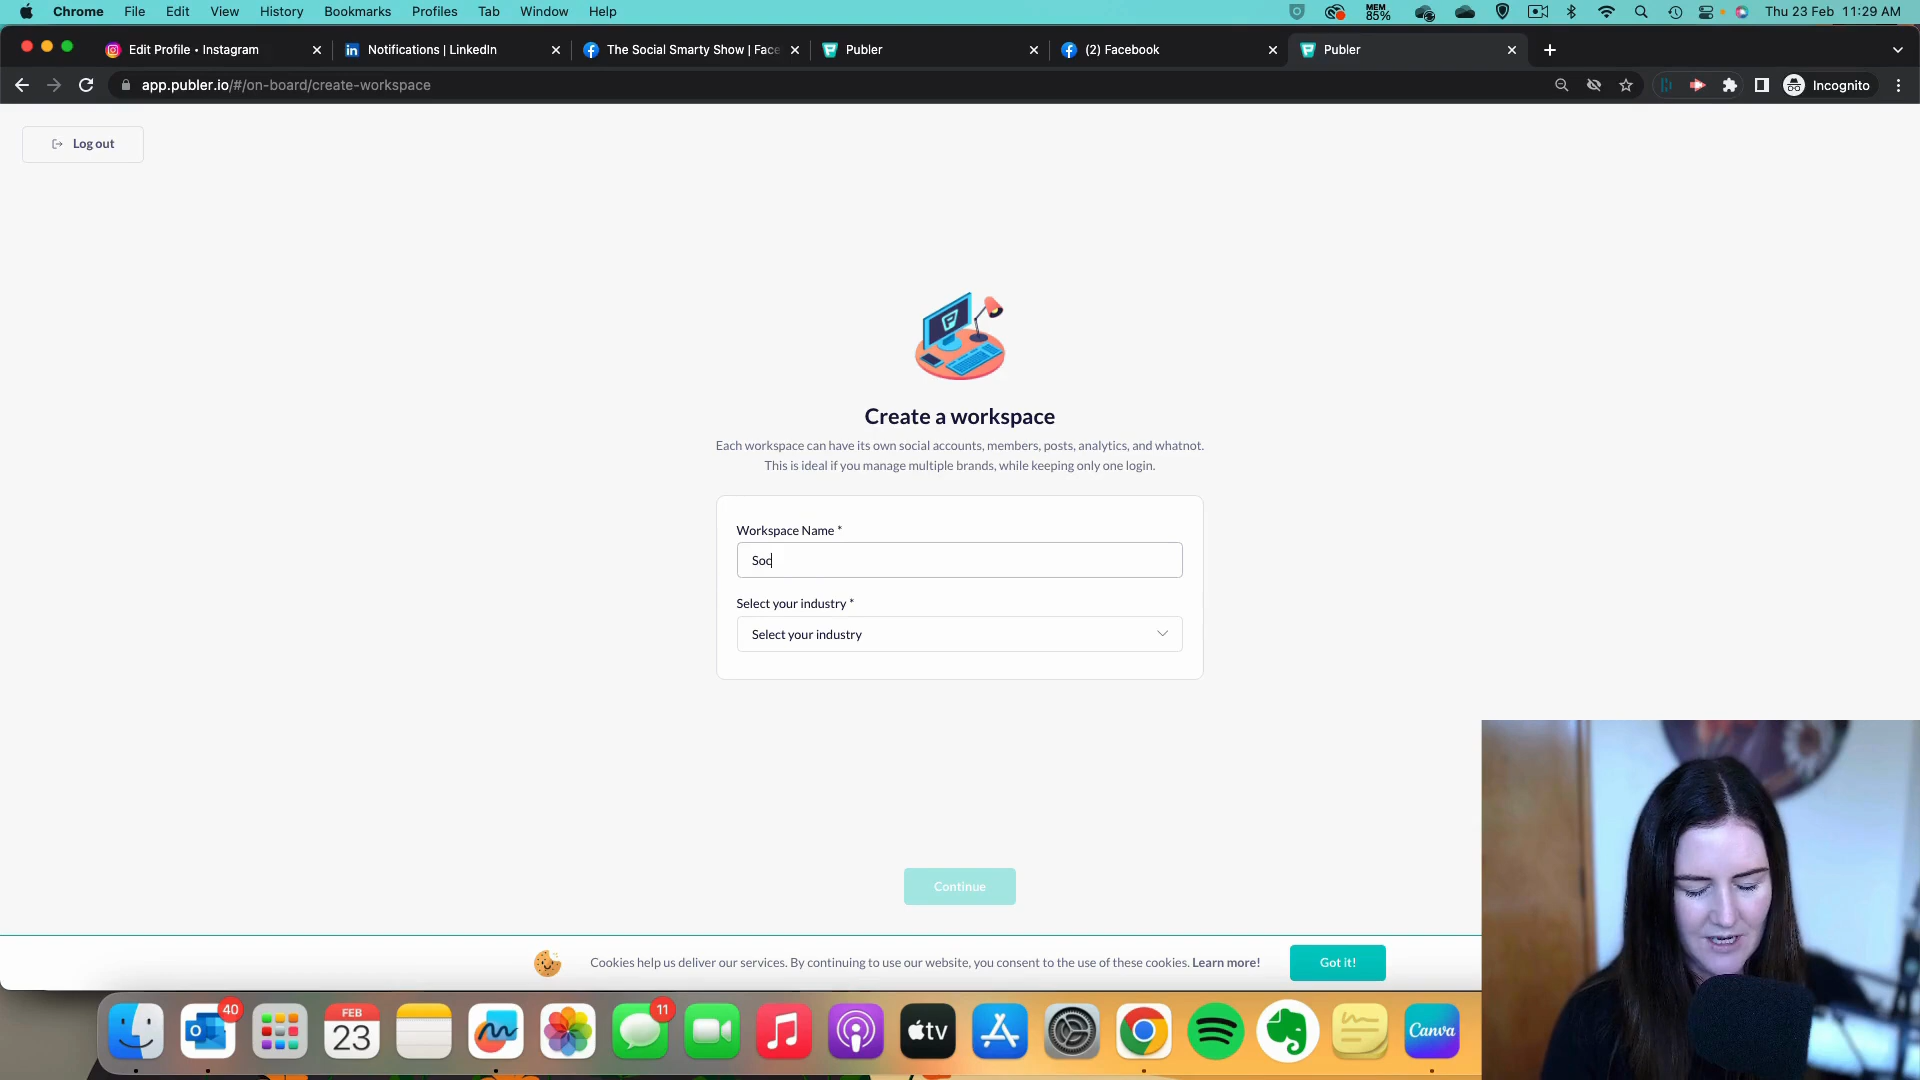 Chrome File Edit View History Bookmarks Profiles Tab Window Help MEM 85% Thu 23 Feb 11:29 AM
Edit Profile • Instagram Notifications | LinkedIn The Social Smarty Show | Face Publer (2) Facebook Publer
app.publer.io/#/on-board/create-workspace Incognito
Log out
Create a workspace
Each workspace can have its own social accounts, members, posts, analytics, and whatnot.
This is ideal if you manage multiple brands, while keeping only one login.
Workspace Name *
Soc
Select your industry *
Select your industry
Continue
Cookies help us deliver our services. By continuing to use our website, you consent to the use of these cookies. Learn more! Got it!
40 FEB 11
23 tv Canva